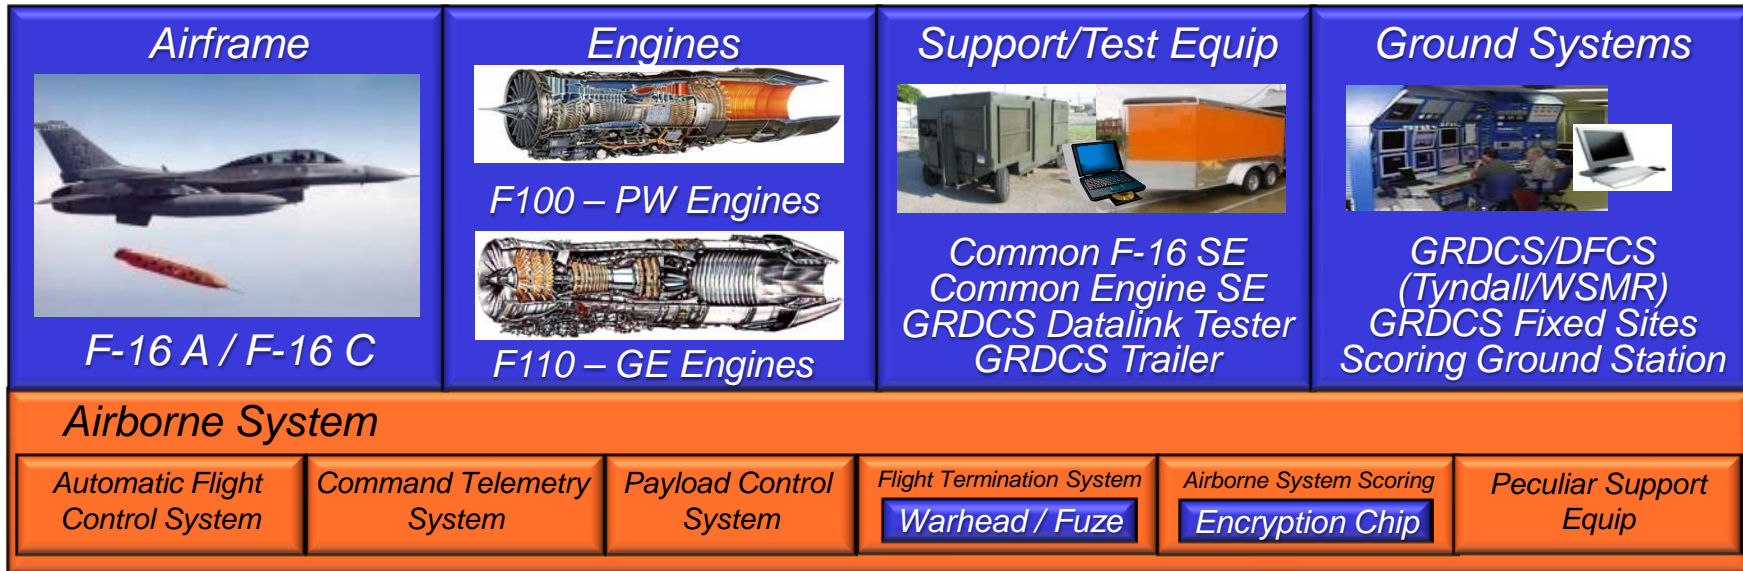 Airframe
F-16 A / F-16 C
Engines
F100 – PW Engines
F110 – GE Engines
Support/Test Equip
Common F-16 SE
Common Engine SE
GRDCS Datalink Tester
GRDCS Trailer
Ground Systems
GRDCS/DFCS
(Tyndall/WSMR)
GRDCS Fixed Sites
Scoring Ground Station
Airborne System
Automatic Flight
Control System
Command Telemetry
System
Payload Control
System
Flight Termination System
Warhead / Fuze
Airborne System Scoring
Encryption Chip
Peculiar Support
Equip